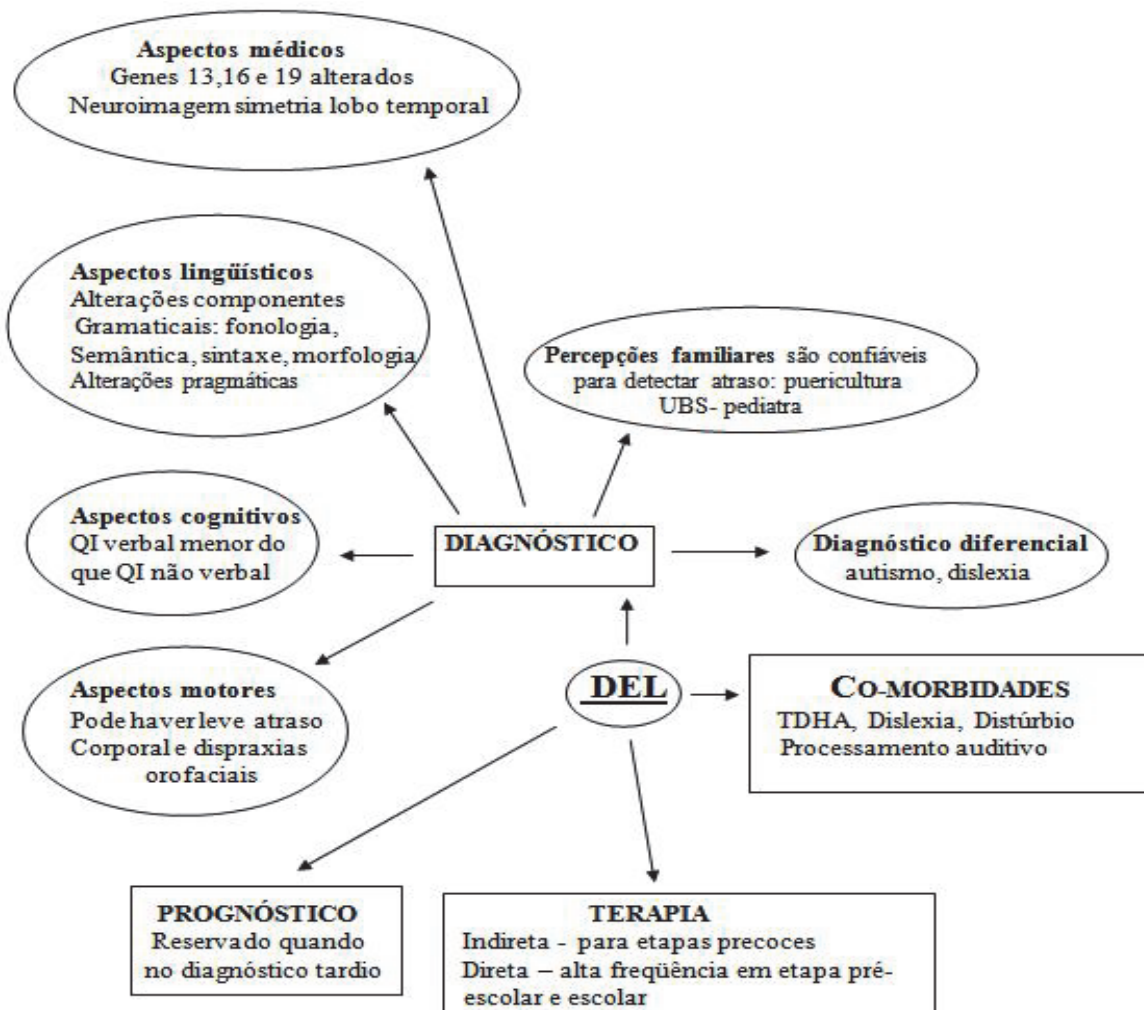 Aspectos médicos
Genes 13,16 e 19 alterados
Neuroimagem simetria lobo temporal
Aspectos lingüísticos
Alterações componentes
Gramaticais: fonologia,
Semântica, sintaxe, morfologia
Alterações pragmáticas
Percepções familiares são confiáveis
para detectar atraso: puericultura
UBS- pediatra
Aspectos cognitivos
QI verbal menor do
que QI não verbal
DIAGNÓSTICO
Diagnóstico diferencial
autismo, dislexia
Aspectos motores
Pode haver leve atraso
Corporal e dispraxias
orofaciais
DEL
CO-MORBIDADES
TDHA, Dislexia, Distúrbio
Processamento auditivo
PROGNÓSTICO
Reservado quando
no diagnóstico tardio
TERAPIA
Indireta - para etapas precoces
Direta – alta freqüência em etapa pré-
escolar e escolar